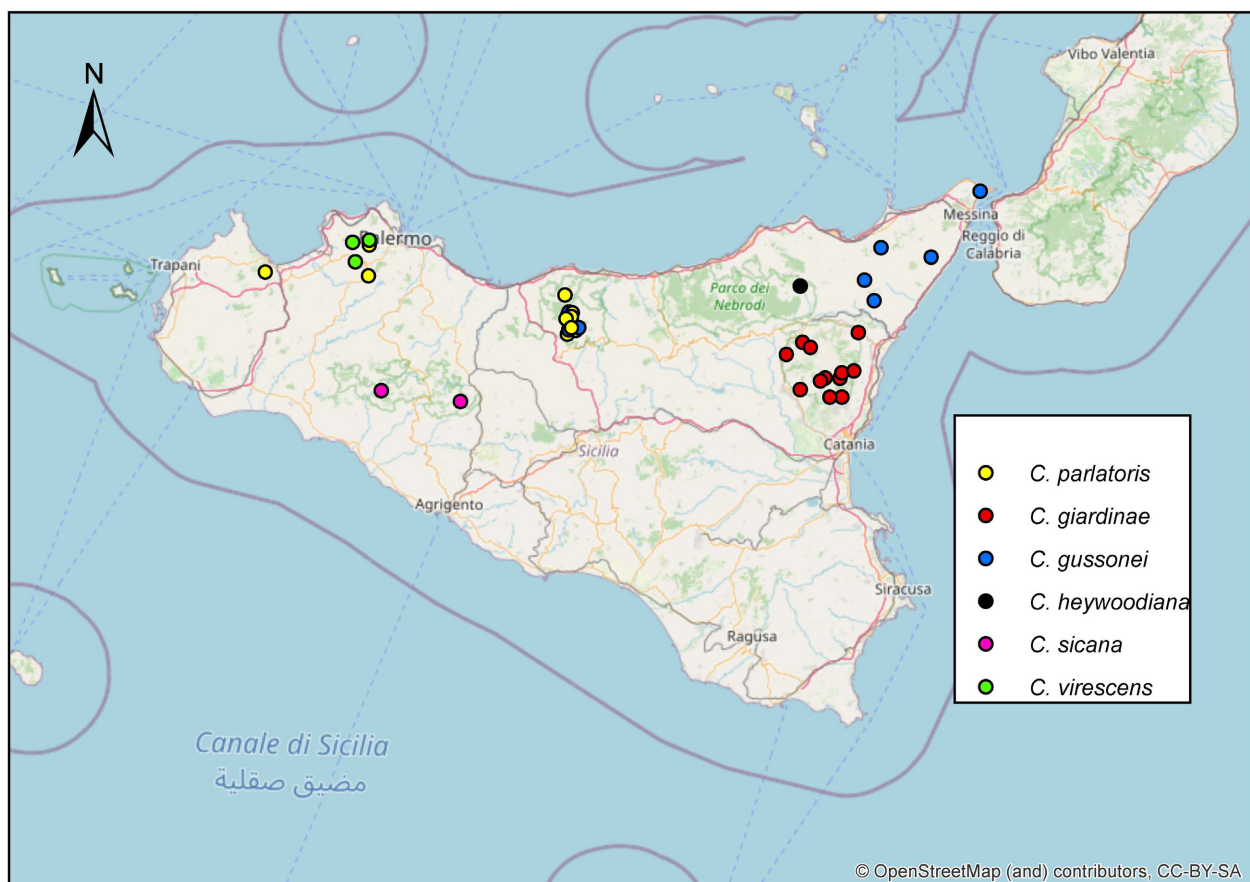 N
Vibo Valentia
Messina
Reggio di
Calabria
Palermo
Trapani
Parco dei
Nebrodi
Catania
Sicilia
Agrigento
Siracusa
Ragusa
C. parlatoris
C. giardinae
C. gussonei
C. heywoodiana
C. sicana
C. virescens
Canale di Sicilia
مضيق صقلية
© OpenStreetMap (and) contributors, CC-BY-SA